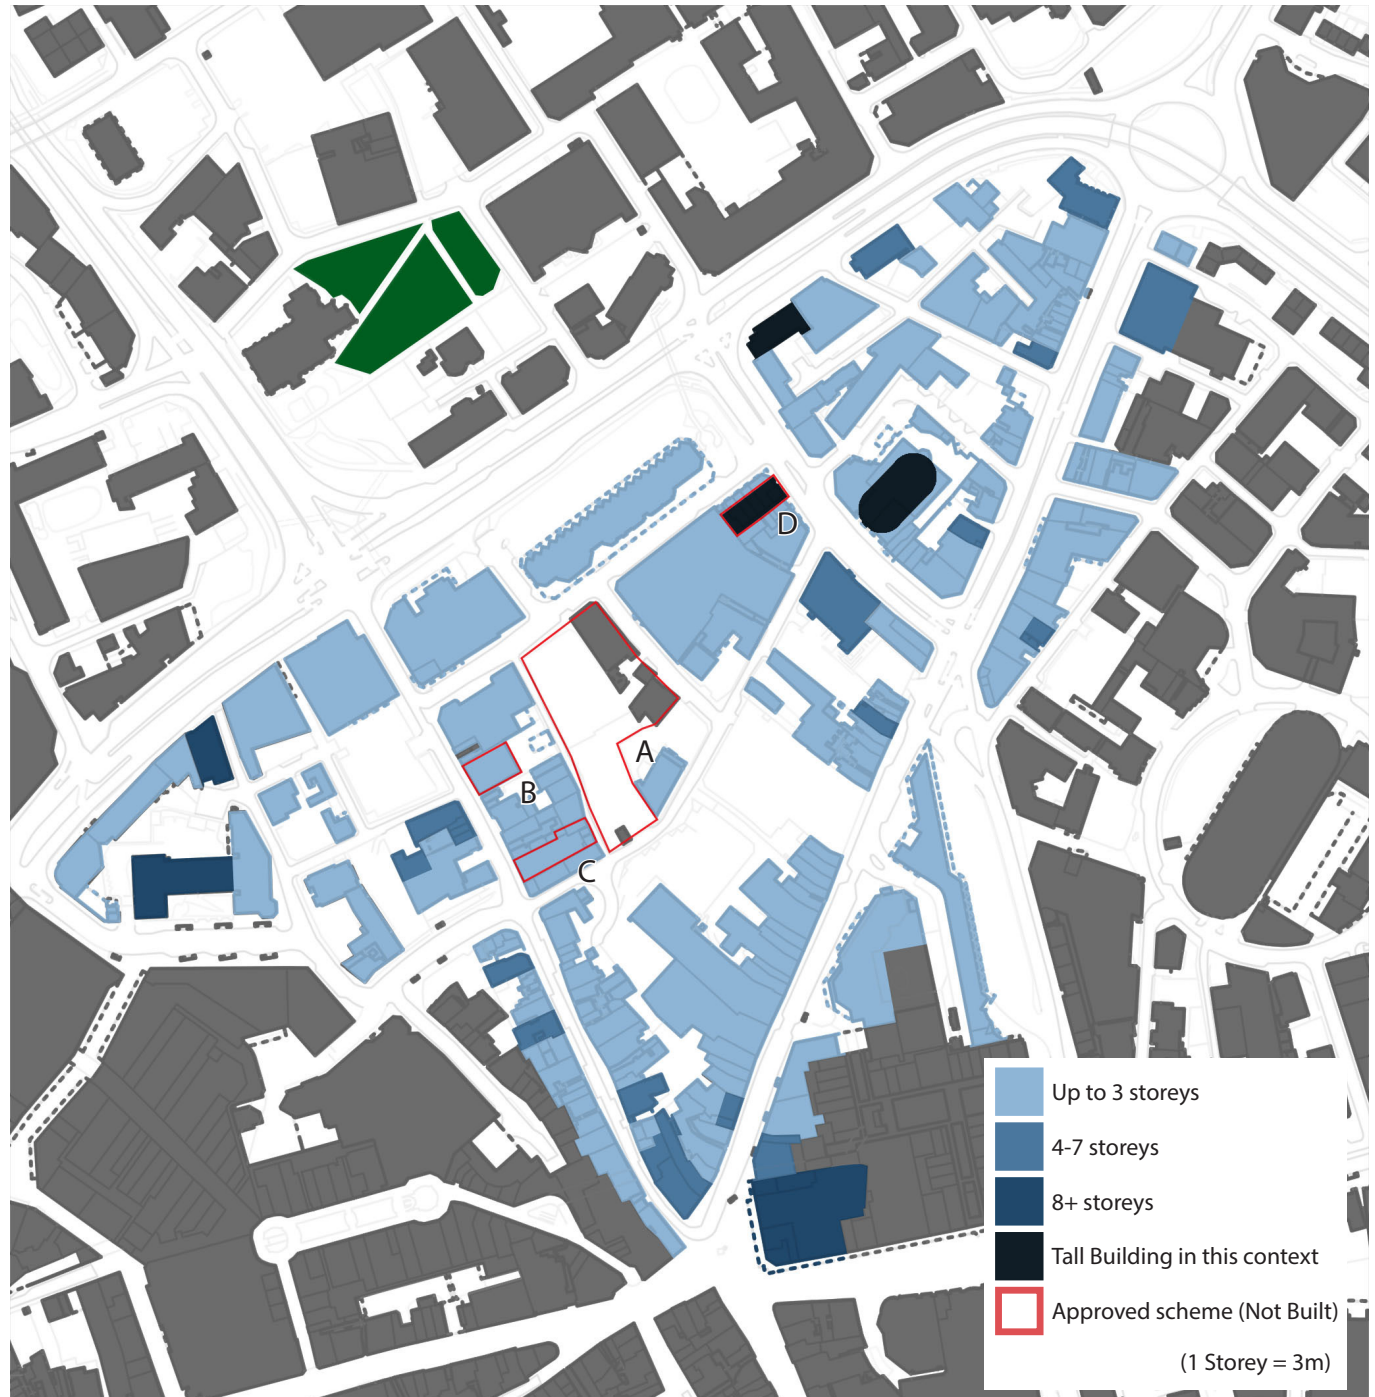 D
A
B
C
Up to 3 storeys
4-7 storeys
8+ storeys
Tall Building in this context
Approved scheme (Not Built)
(1 Storey = 3m)